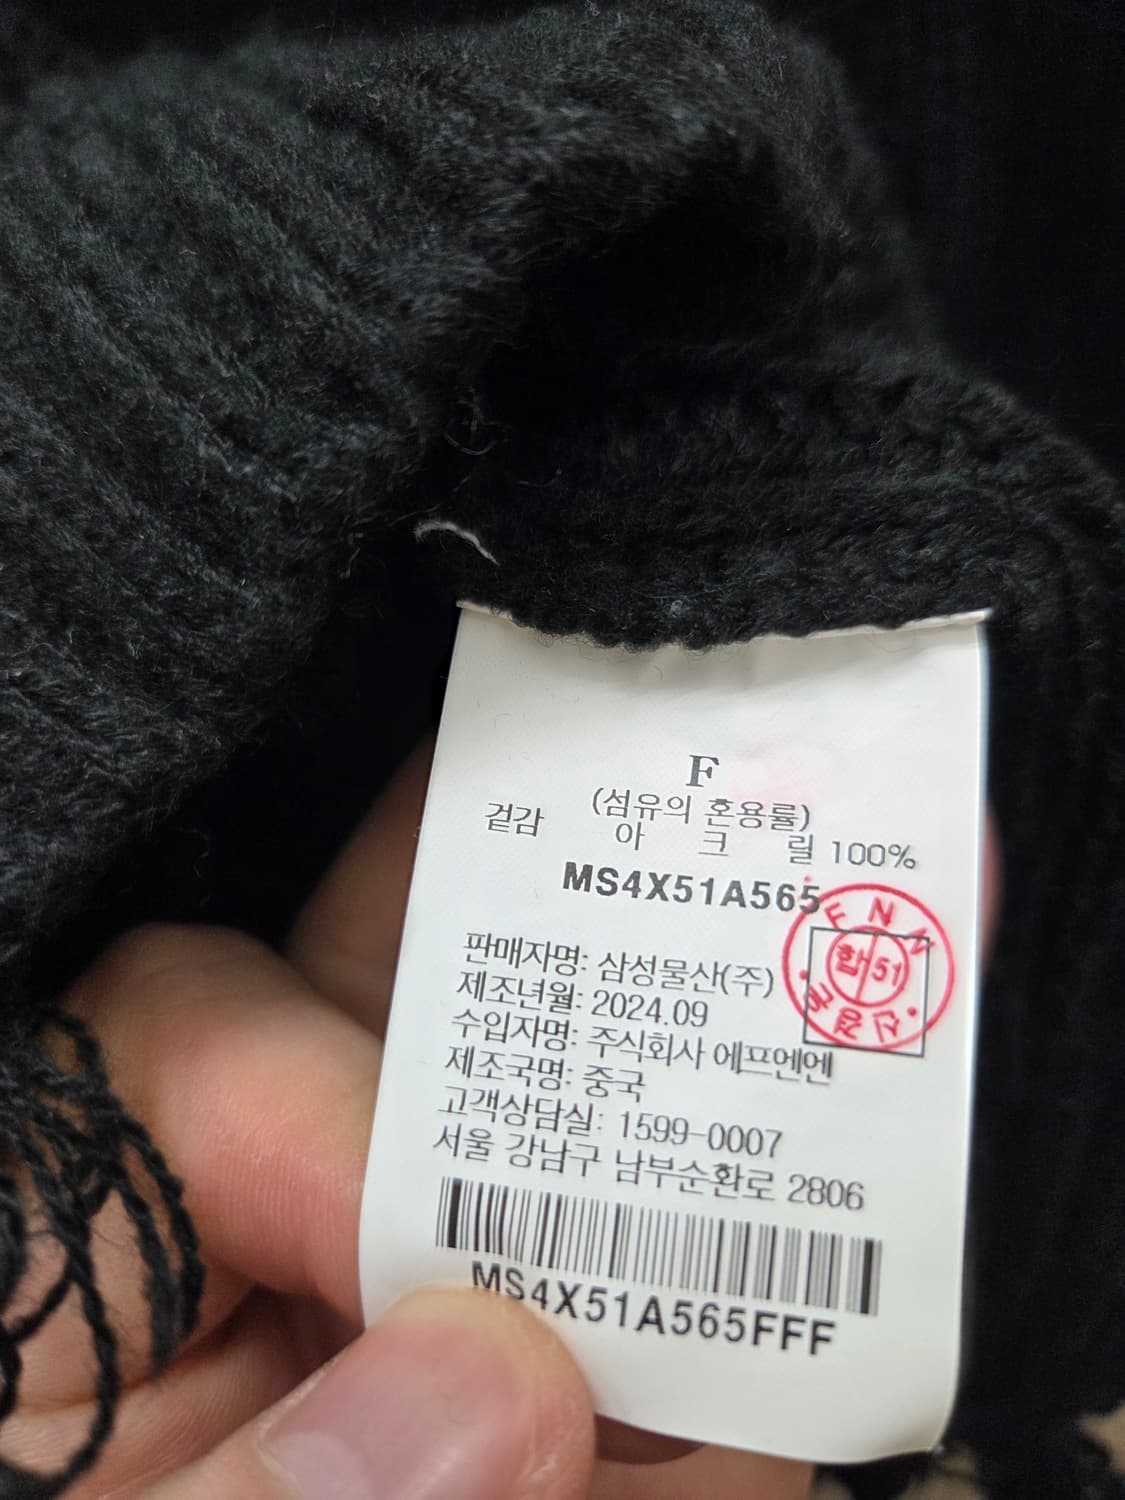 F
(섬유의 혼용률)
겉감 아 크 릴 100%
MS4X51A565
F N N
합 51
판매자명: 삼성물산(주)
제조년월: 2024.09
수입자명: 주식회사 에프엔엔
제조국명: 중국
고객상담실: 1599-0007
서울 강남구 남부순환로 2806
MS4X51A565FFF